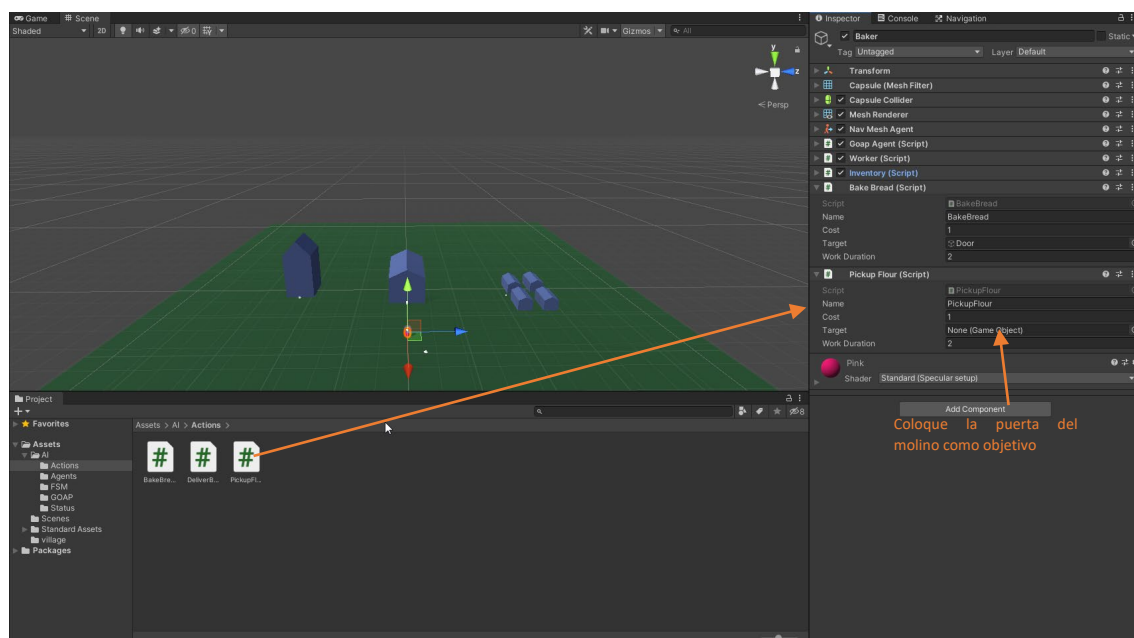 Game
Scene
Shaded
2D
0
Gizmos
All
y
z
Persp
Inspector
Console
Navigation
Baker
Static
Tag Untagged
Layer Default
Transform
Capsule (Mesh Filter)
Capsule Collider
Mesh Renderer
Nav Mesh Agent
Goap Agent (Script)
Worker (Script)
Inventory (Script)
Bake Bread (Script)
Script BakeBread
Name BakeBread
Cost 1
Target Door
Work Duration 2
Pickup Flour (Script)
Script PickupFlour
Name PickupFlour
Cost 1
Target None (Game Object)
Work Duration 2
Pink
Shader Standard (Specular setup)
Add Component
Coloque la puerta del
molino como objetivo
Project
8
Favorites
Assets
AI
Actions
Agents
FSM
GOAP
Status
Scenes
Standard Assets
village
Packages
Assets > AI > Actions >
BakeBre...
DeliverB...
PickupFl...